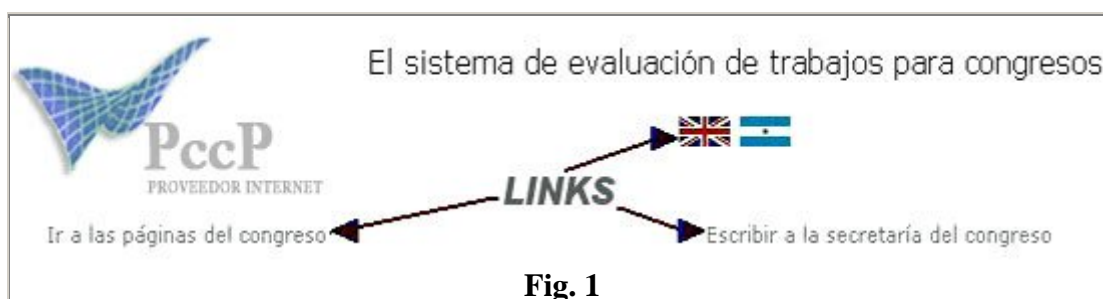 El sistema de evaluación de trabajos para congresos
PccP
PROVEEDOR INTERNET
LINKS
Ir a las páginas del congreso
Escribir a la secretaría del congreso
Fig. 1